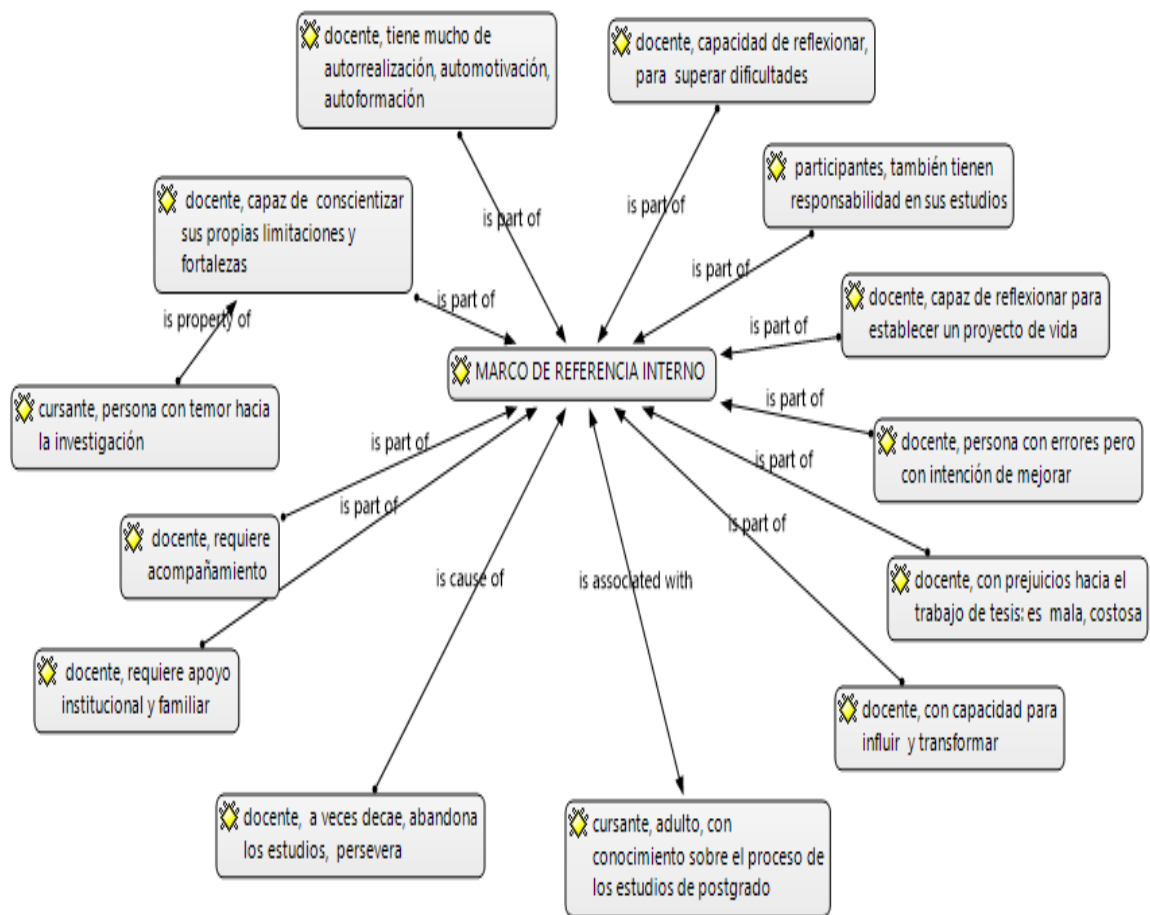 docente, tiene mucho de
autorrealización, automotivación,
autoformación
docente, capacidad de reflexionar,
para superar dificultades
participantes, también tienen
responsabilidad en sus estudios
docente, capaz de conscientizar
sus propias limitaciones y
fortalezas
is part of
is part of
is part of
is part of
is property of
docente, capaz de reflexionar para
establecer un proyecto de vida
is part of
MARCO DE REFERENCIA INTERNO
cursante, persona con temor hacia
la investigación
is part of
docente, persona con errores pero
con intención de mejorar
is part of
is part of
is part of
is part of
docente, requiere
acompañamiento
is cause of
is associated with
docente, con prejuicios hacia el
trabajo de tesis: es mala, costosa
docente, requiere apoyo
institucional y familiar
docente, con capacidad para
influir y transformar
docente, a veces decae, abandona
los estudios, persevera
cursante, adulto, con
conocimiento sobre el proceso de
los estudios de postgrado